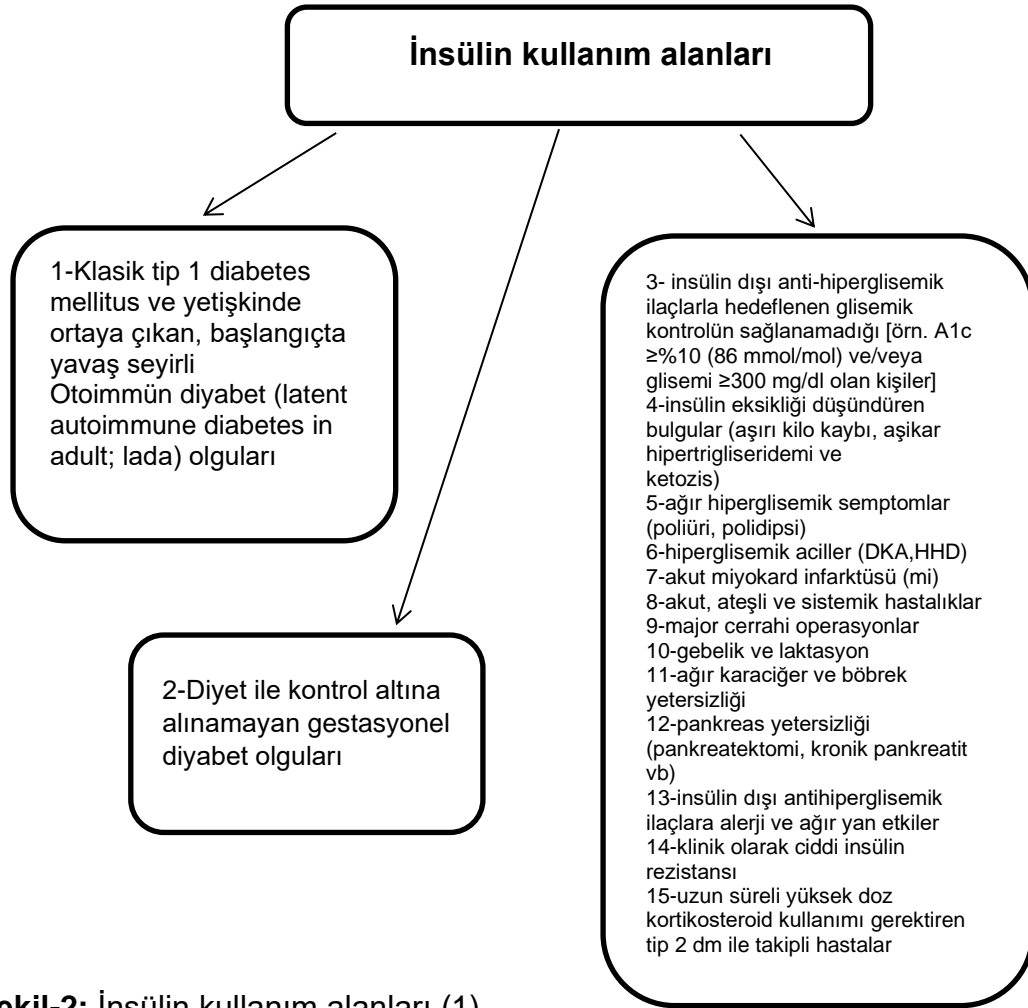 İnsülin kullanım alanları
1-Klasik tip 1 diabetes
mellitus ve yetişkinde
ortaya çıkan, başlangıçta
yavaş seyirli
Otoimmün diyabet (latent
autoimmune diabetes in
adult; lada) olguları
2-Diyet ile kontrol altına
alınamayan gestasyonel
diyabet olguları
3- insülin dışı anti-hiperglisemik
ilaçlarla hedeflenen glisemik
kontrolün sağlanamadığı [örn. A1c
≥%10 (86 mmol/mol) ve/veya
glisemi ≥300 mg/dl olan kişiler]
4-insülin eksikliği düşündüren
bulgular (aşırı kilo kaybı, aşikar
hipertrigliseridemi ve
ketozis)
5-ağır hiperglisemik semptomlar
(poliüri, polidipsi)
6-hiperglisemik aciller (DKA,HHD)
7-akut miyokard infarktüsü (mi)
8-akut, ateşli ve sistemik hastalıklar
9-major cerrahi operasyonlar
10-gebelik ve laktasyon
11-ağır karaciğer ve böbrek
yetersizliği
12-pankreas yetersizliği
(pankreatektomi, kronik pankreatit
vb)
13-insülin dışı antihiperglisemik
ilaçlara alerji ve ağır yan etkiler
14-klinik olarak ciddi insülin
rezistansı
15-uzun süreli yüksek doz
kortikosteroid kullanımı gerektiren
tip 2 dm ile takipli hastalar
ekil-2: İnsülin kullanım alanları (1)